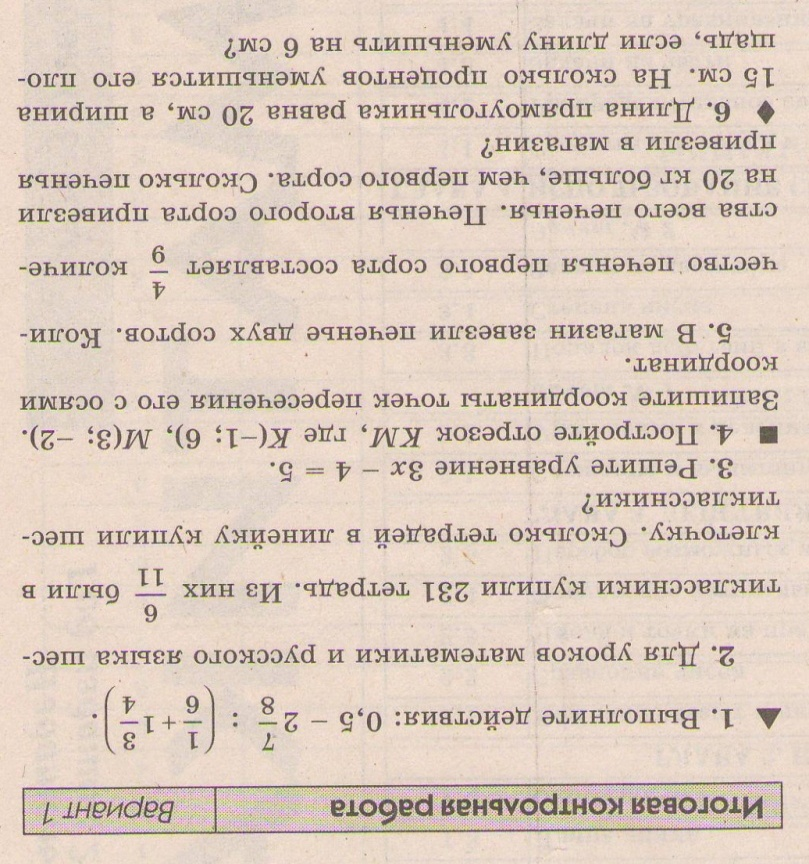 Итоговая контрольная работа Вариант 1
▲ 1. Выполните действия: 0,5 − 2 7/8 : (1/6 + 1 3/4).
2. Для уроков математики и русского языка шес-
тиклассники купили 231 тетрадь. Из них 6/11 были в
клеточку. Сколько тетрадей в линейку купили шес-
тиклассники?
3. Решите уравнение 3x − 4 = 5.
■ 4. Постройте отрезок KM, где K(−1; 6), M(3; −2).
Запишите координаты точек пересечения его с осями
координат.
5. В магазин завезли печенье двух сортов. Коли-
чество печенья первого сорта составляет 4/9 количе-
ства всего печенья. Печенья второго сорта привезли
на 20 кг больше, чем первого сорта. Сколько печенья
привезли в магазин?
♦ 6. Длина прямоугольника равна 20 см, а ширина
15 см. На сколько процентов уменьшится его пло-
щадь, если длину уменьшить на 6 см?